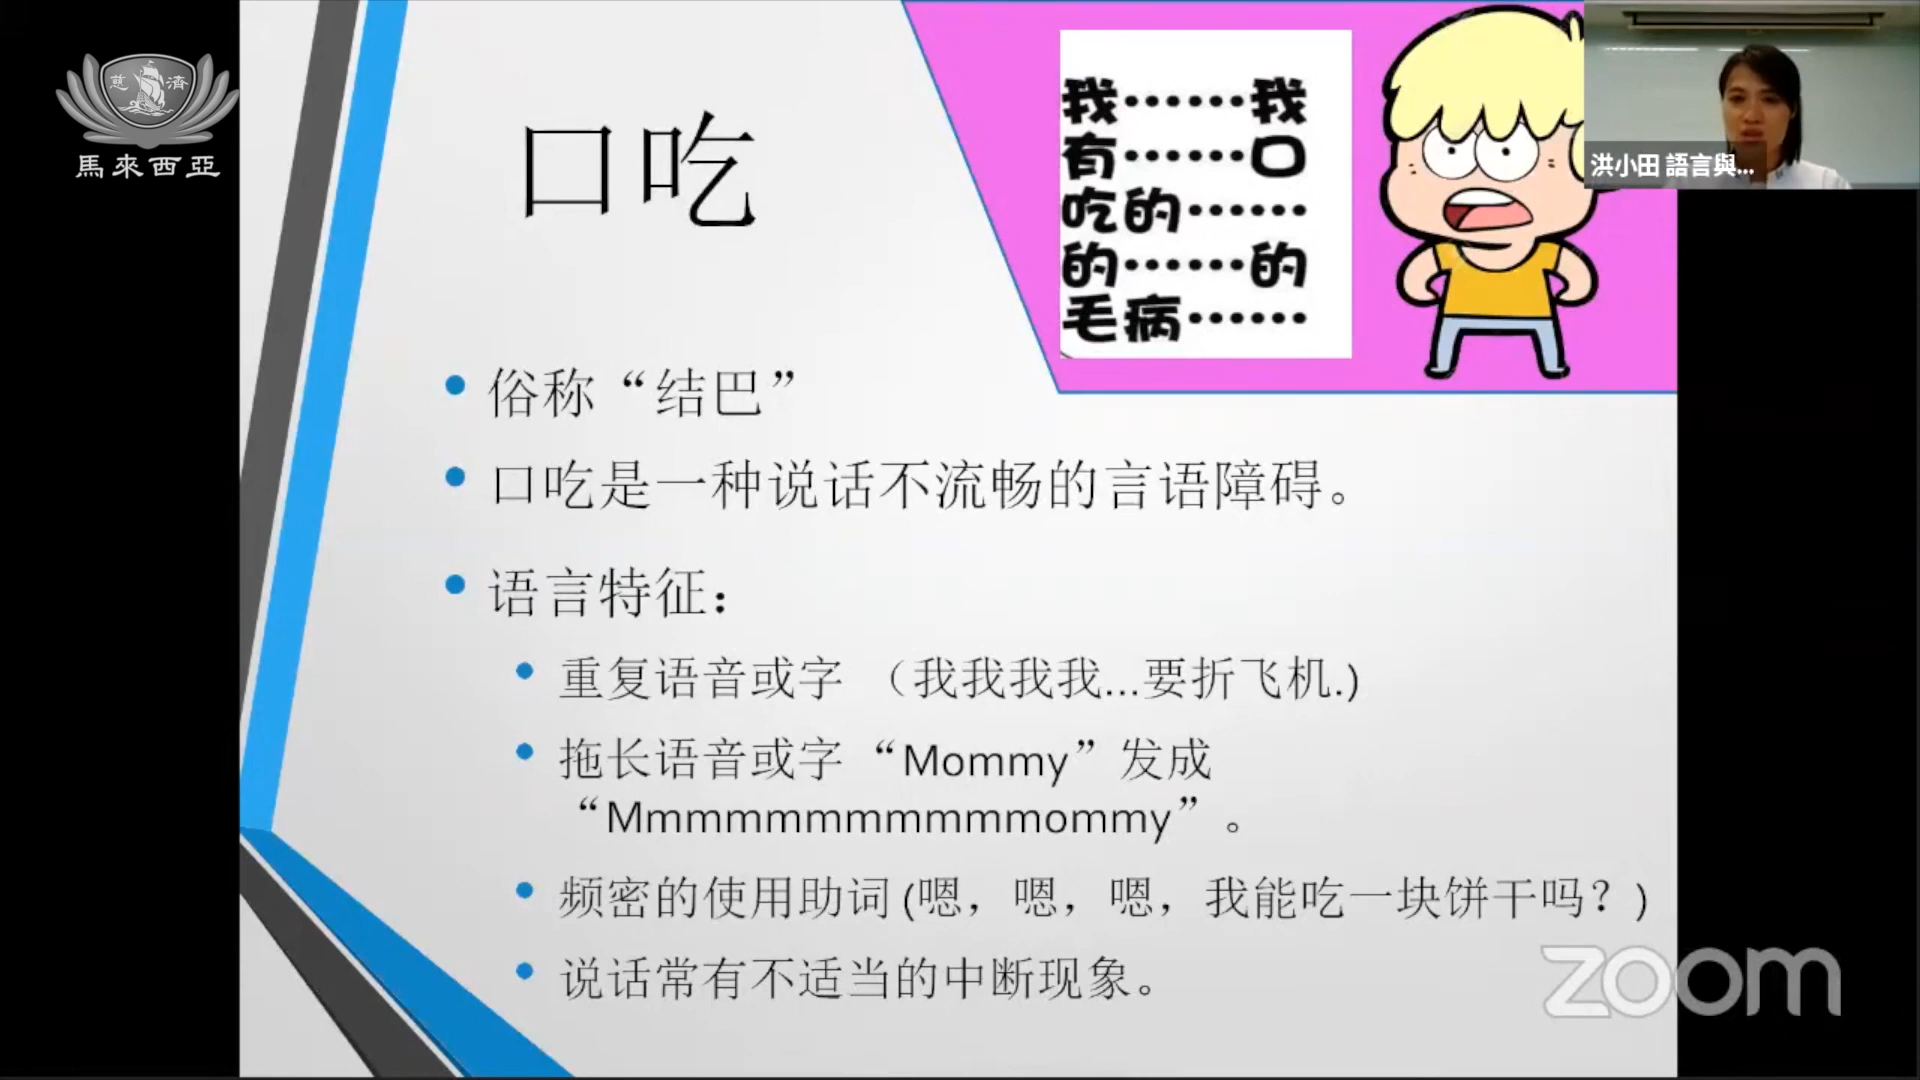 慈濟
馬來西亞
口吃
我……我
有……口
吃的……
的……的
毛病……
洪小田 語言與...
• 俗称“结巴”
• 口吃是一种说话不流畅的言语障碍。
• 语言特征：
• 重复语音或字 （我我我我...要折飞机.)
• 拖长语音或字 “Mommy”发成
“Mmmmmmmmmmmommy”。
• 频密的使用助词 (嗯，嗯，嗯，我能吃一块饼干吗？)
• 说话常有不适当的中断现象。
zoom